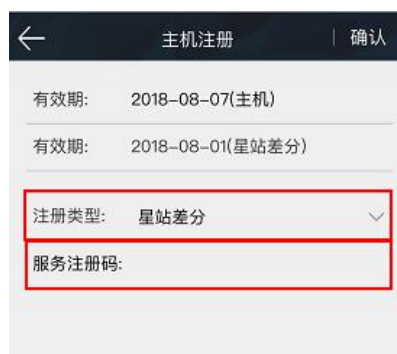 主机注册 | 确认
有效期: 2018-08-07(主机)
有效期: 2018-08-01(星站差分)
注册类型: 星站差分
服务注册码: